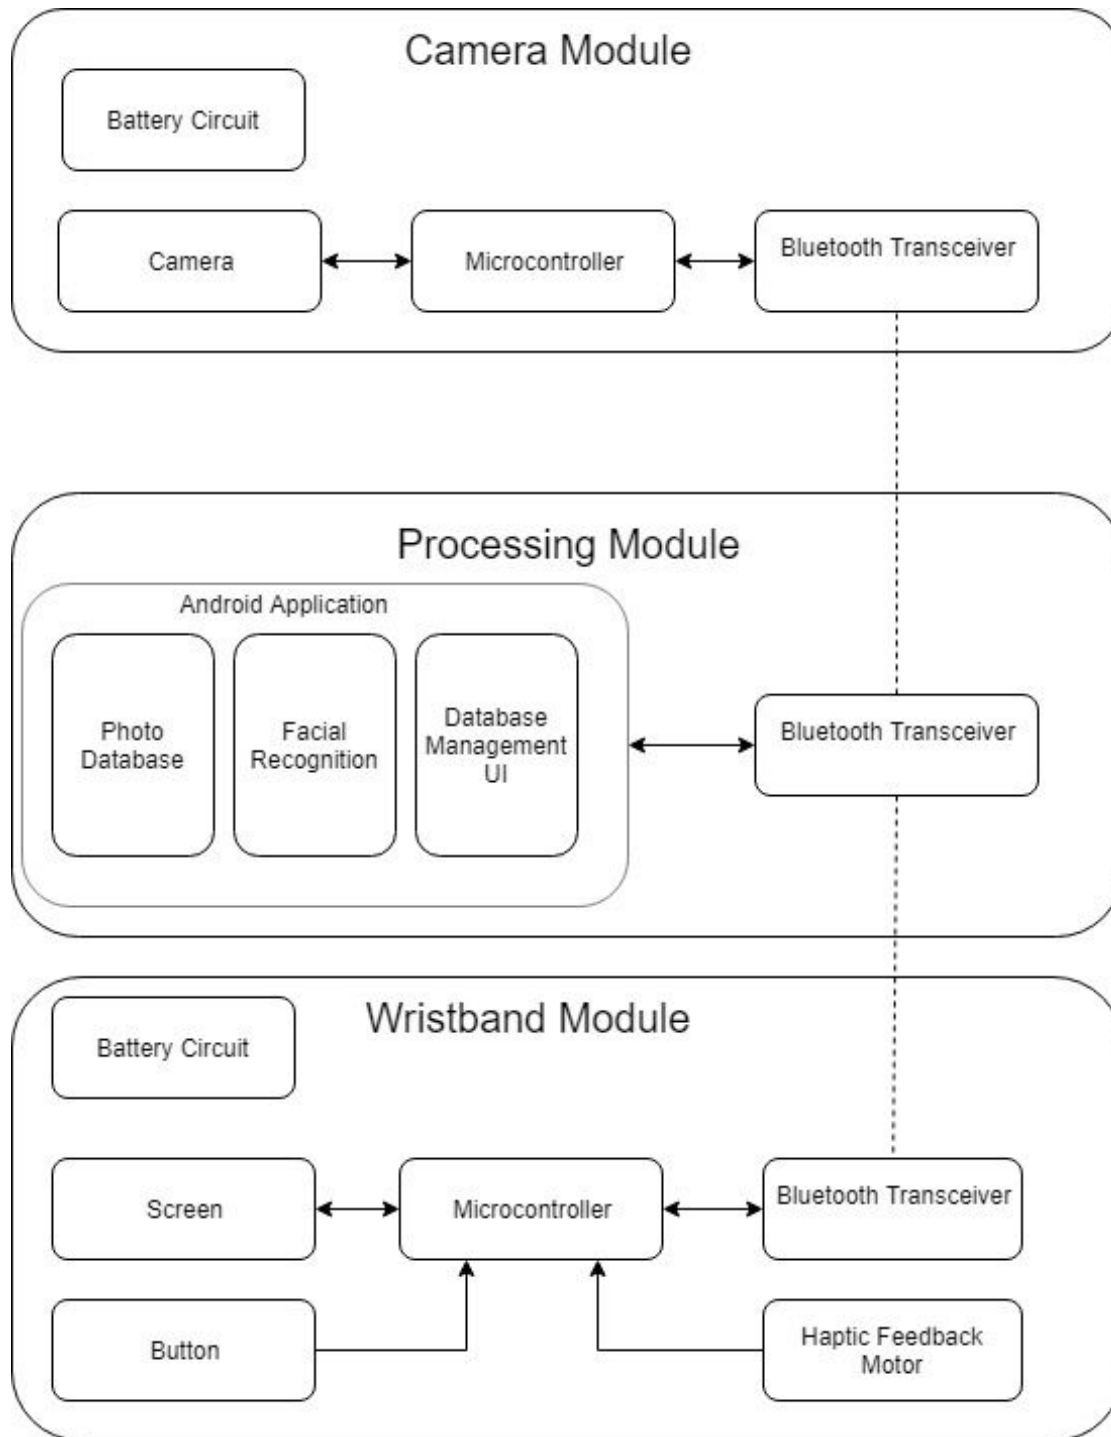 Camera Module
Battery Circuit
Camera
Microcontroller
Bluetooth Transceiver
Processing Module
Android Application
Photo
Database
Facial
Recognition
Database
Management
UI
Bluetooth Transceiver
Wristband Module
Battery Circuit
Screen
Microcontroller
Bluetooth Transceiver
Button
Haptic Feedback
Motor